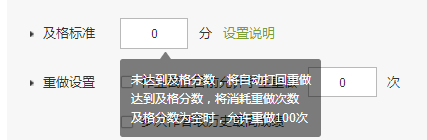 及格标准 0 分 设置说明
未达到及格分数，将自动打回重做
重做设置 0 次
达到及格分数，将消耗重做次数
及格分数为空时，允许重做100次